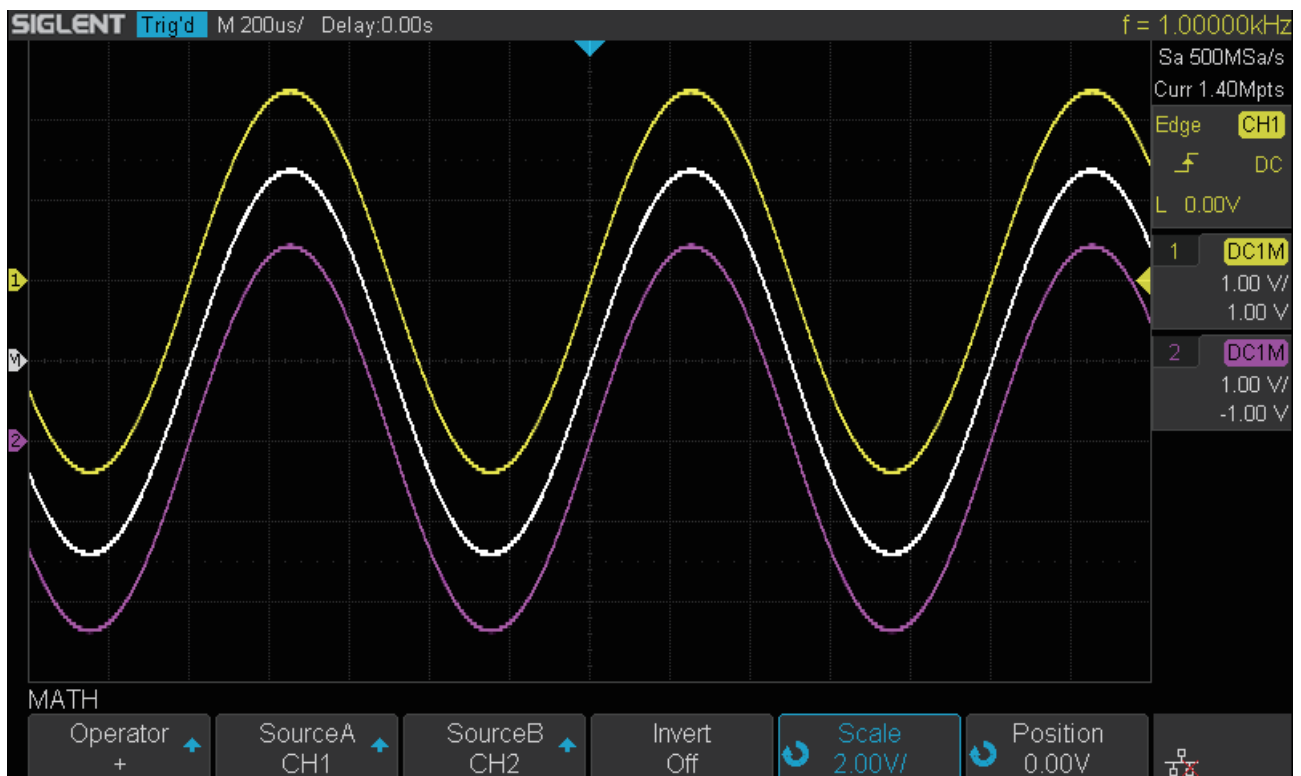 SIGLENT Trig'd M 200us/ Delay:0.00s f = 1.00000kHz
Sa 500MSa/s
Curr 1.40Mpts
Edge CH1
DC
L 0.00V
1 DC1M
1.00 V/
1.00 V
2 DC1M
1.00 V/
-1.00 V
1
M
2
MATH
Operator SourceA SourceB Invert Scale Position
+ CH1 CH2 Off 2.00V/ 0.00V